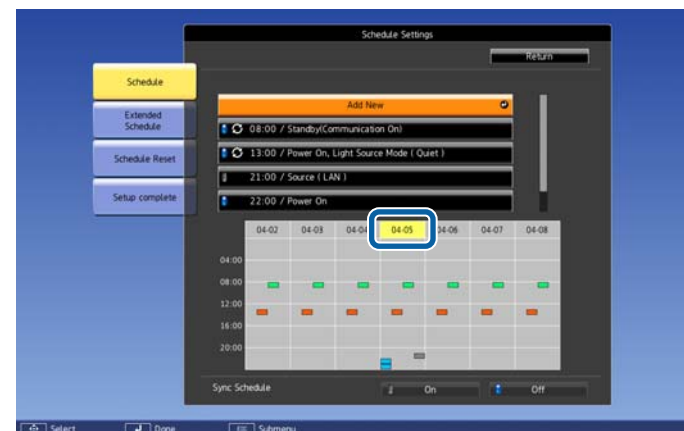 Schedule Settings
Return
Schedule
Extended
Schedule
Schedule Reset
Setup complete
Add New
08:00 / Standby(Communication On)
13:00 / Power On, Light Source Mode ( Quiet )
21:00 / Source ( LAN )
22:00 / Power On
04-02 04-03 04-04 04-05 04-06 04-07 04-08
04:00
08:00
12:00
16:00
20:00
Sync Schedule On Off
Select Done Submenu